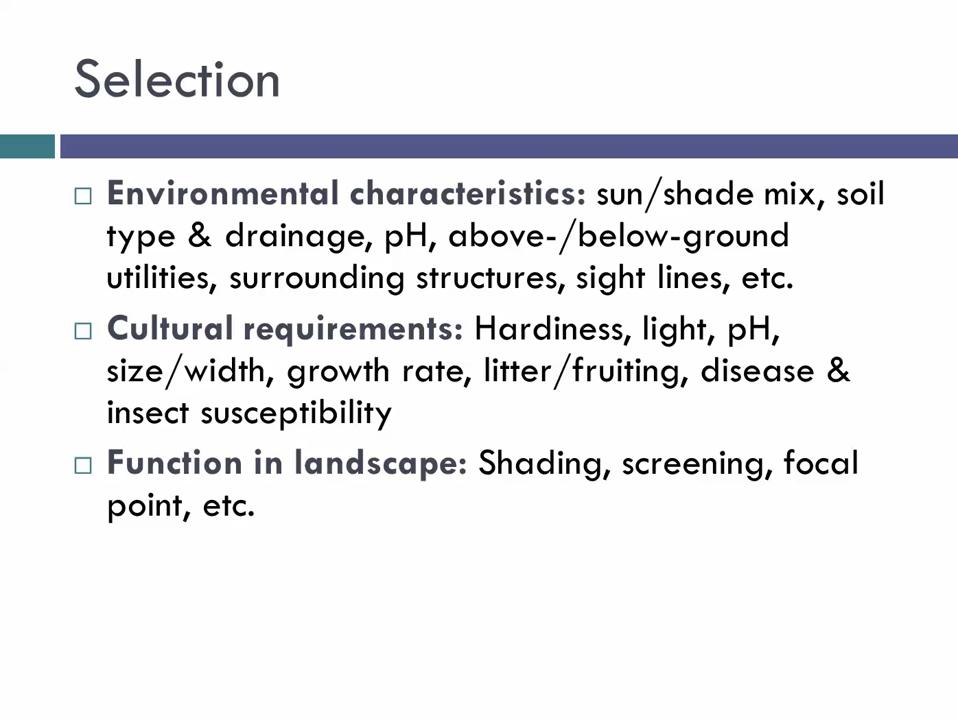 Selection
Environmental characteristics: sun/shade mix, soil
type & drainage, pH, above-/below-ground
utilities, surrounding structures, sight lines, etc.
Cultural requirements: Hardiness, light, pH,
size/width, growth rate, litter/fruiting, disease &
insect susceptibility
Function in landscape: Shading, screening, focal
point, etc.